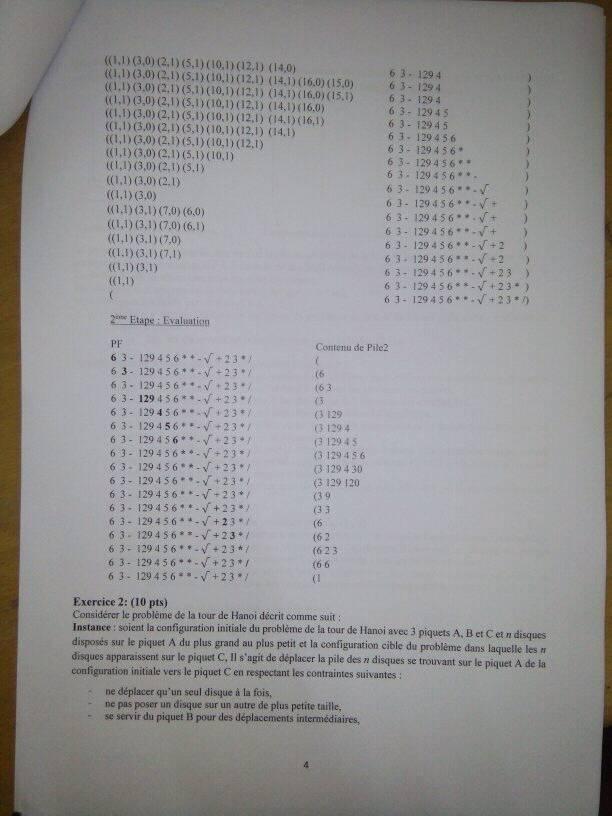 ((1,1) (3,0) (2,1) (5,1) (10,1) (12,1) (14,0)
((1,1) (3,0) (2,1) (5,1) (10,1) (12,1) (14,1) (16,0) (15,0) 6 3 - 129 4 )
((1,1) (3,0) (2,1) (5,1) (10,1) (12,1) (14,1) (16,0) (15,1) 6 3 - 129 4 )
((1,1) (3,0) (2,1) (5,1) (10,1) (12,1) (14,1) (16,0) 6 3 - 129 4 )
((1,1) (3,0) (2,1) (5,1) (10,1) (12,1) (14,1) (16,1) 6 3 - 129 4 5 )
((1,1) (3,0) (2,1) (5,1) (10,1) (12,1) (14,1) 6 3 - 129 4 5 )
((1,1) (3,0) (2,1) (5,1) (10,1) (12,1) 6 3 - 129 4 5 6 )
((1,1) (3,0) (2,1) (5,1) (10,1) 6 3 - 129 4 5 6 * )
((1,1) (3,0) (2,1) (5,1) 6 3 - 129 4 5 6 * * )
((1,1) (3,0) (2,1) 6 3 - 129 4 5 6 * * - )
((1,1) (3,0) 6 3 - 129 4 5 6 * * - √ )
((1,1) (3,1) (7,0) (6,0) 6 3 - 129 4 5 6 * * - √ + )
((1,1) (3,1) (7,0) (6,1) 6 3 - 129 4 5 6 * * - √ + )
((1,1) (3,1) (7,0) 6 3 - 129 4 5 6 * * - √ + )
((1,1) (3,1) (7,1) 6 3 - 129 4 5 6 * * - √ + 2 )
((1,1) (3,1) 6 3 - 129 4 5 6 * * - √ + 2 )
((1,1) 6 3 - 129 4 5 6 * * - √ + 2 3 )
( 6 3 - 129 4 5 6 * * - √ + 2 3 * )
6 3 - 129 4 5 6 * * - √ + 2 3 * /)
2ème Etape : Evaluation
PF Contenu de Pile2
6 3 - 129 4 5 6 * * - √ + 2 3 * / (
6 3 - 129 4 5 6 * * - √ + 2 3 * / (6
6 3 - 129 4 5 6 * * - √ + 2 3 * / (6 3
6 3 - 129 4 5 6 * * - √ + 2 3 * / (3
6 3 - 129 4 5 6 * * - √ + 2 3 * / (3 129
6 3 - 129 4 5 6 * * - √ + 2 3 * / (3 129 4
6 3 - 129 4 5 6 * * - √ + 2 3 * / (3 129 4 5
6 3 - 129 4 5 6 * * - √ + 2 3 * / (3 129 4 5 6
6 3 - 129 4 5 6 * * - √ + 2 3 * / (3 129 4 30
6 3 - 129 4 5 6 * * - √ + 2 3 * / (3 129 120
6 3 - 129 4 5 6 * * - √ + 2 3 * / (3 9
6 3 - 129 4 5 6 * * - √ + 2 3 * / (3 3
6 3 - 129 4 5 6 * * - √ + 2 3 * / (6
6 3 - 129 4 5 6 * * - √ + 2 3 * / (6 2
6 3 - 129 4 5 6 * * - √ + 2 3 * / (6 2 3
6 3 - 129 4 5 6 * * - √ + 2 3 * / (6 6
6 3 - 129 4 5 6 * * - √ + 2 3 * / (1
Exercice 2: (10 pts)
Considérer le problème de la tour de Hanoi décrit comme suit :
Instance : soient la configuration initiale du problème de la tour de Hanoi avec 3 piquets A, B et C et n disques
disposés sur le piquet A du plus grand au plus petit et la configuration cible du problème dans laquelle les n
disques apparaissent sur le piquet C, Il s'agit de déplacer la pile des n disques se trouvant sur le piquet A de la
configuration initiale vers le piquet C en respectant les contraintes suivantes :
- ne déplacer qu'un seul disque à la fois,
- ne pas poser un disque sur un autre de plus petite taille,
- se servir du piquet B pour des déplacements intermédiaires,
4